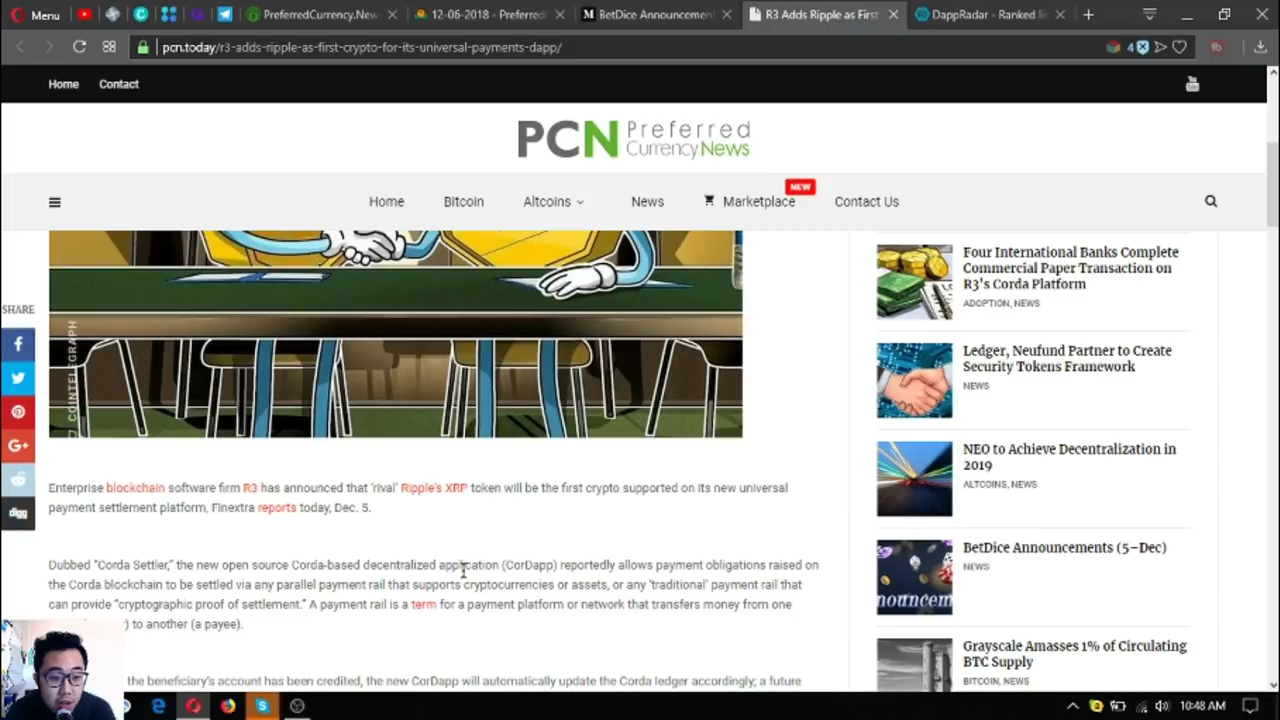 Menu
PreferredCurrency.New
12-06-2018 - Preferred
BetDice Announcement
R3 Adds Ripple as First
DappRadar - Ranked li
pcn.today/r3-adds-ripple-as-first-crypto-for-its-universal-payments-dapp/
4
Home Contact
PCN Preferred
CurrencyNews
NEW
Home Bitcoin Altcoins News Marketplace Contact Us
SHARE
COINTELEGRAPH
digg
Enterprise blockchain software firm R3 has announced that ‘rival’ Ripple's XRP token will be the first crypto supported on its new universal
payment settlement platform, Finextra reports today, Dec. 5.
Dubbed “Corda Settler,” the new open source Corda-based decentralized application (CorDapp) reportedly allows payment obligations raised on
the Corda blockchain to be settled via any parallel payment rail that supports cryptocurrencies or assets, or any ‘traditional’ payment rail that
can provide “cryptographic proof of settlement.” A payment rail is a term for a payment platform or network that transfers money from one
) to another (a payee).
the beneficiary's account has been credited, the new CorDapp will automatically update the Corda ledger accordingly; a future
Four International Banks Complete
Commercial Paper Transaction on
R3's Corda Platform
ADOPTION, NEWS
Ledger, Neufund Partner to Create
Security Tokens Framework
NEWS
NEO to Achieve Decentralization in
2019
ALTCOINS, NEWS
BetDice Announcements (5–Dec)
NEWS
nouncem
Grayscale Amasses 1% of Circulating
BTC Supply
BITCOIN, NEWS
10:48 AM